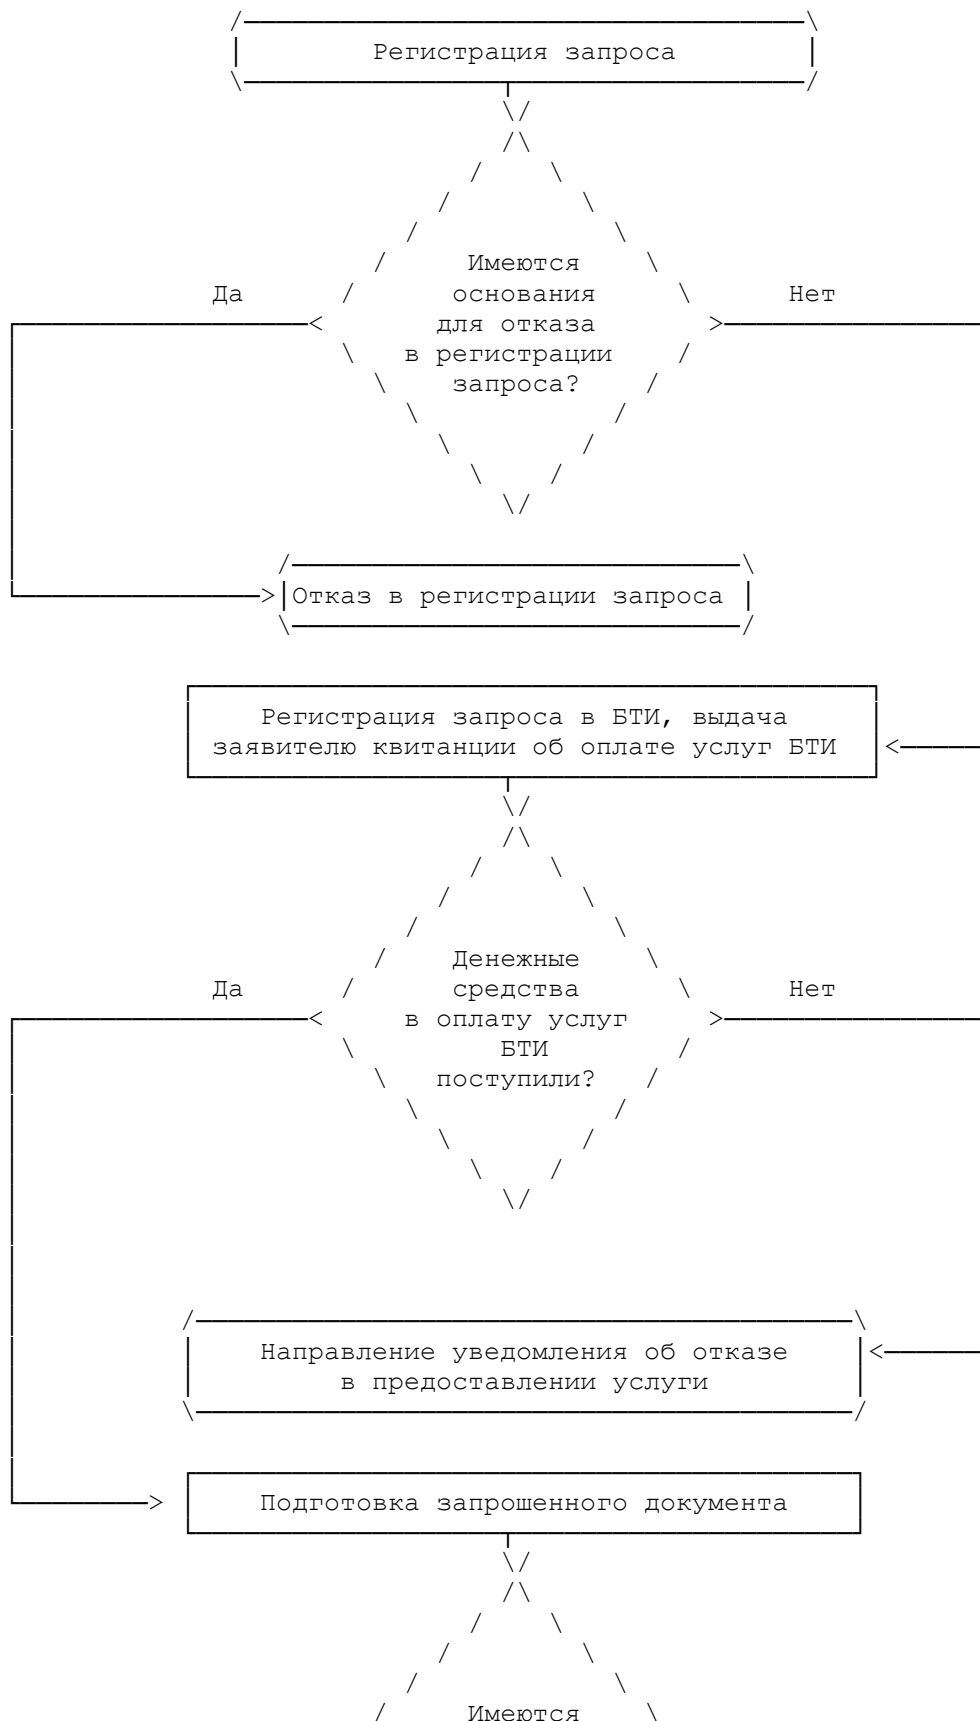 Регистрация запроса
Имеются
Да основания Нет
для отказа
в регистрации
запроса?
Отказ в регистрации запроса
Регистрация запроса в БТИ, выдача
заявителю квитанции об оплате услуг БТИ
Денежные
Да средства Нет
в оплату услуг
БТИ
поступили?
Направление уведомления об отказе
в предоставлении услуги
Подготовка запрошенного документа
Имеются